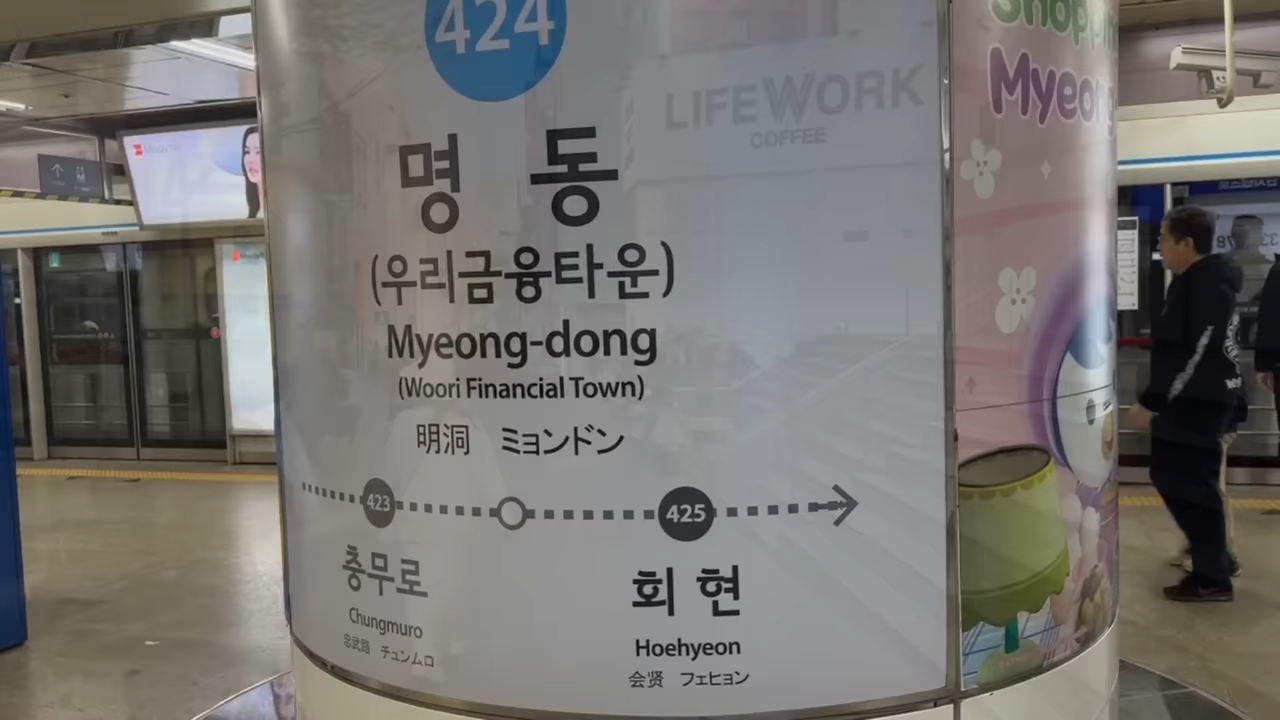 424
명동
(우리금융타운)
Myeong-dong
(Woori Financial Town)
明洞 ミョンドン
423
425
충무로
Chungmuro
忠武路 チュンムロ
회현
Hoehyeon
会贤 フェヒョン
LIFEWORK
COFFEE